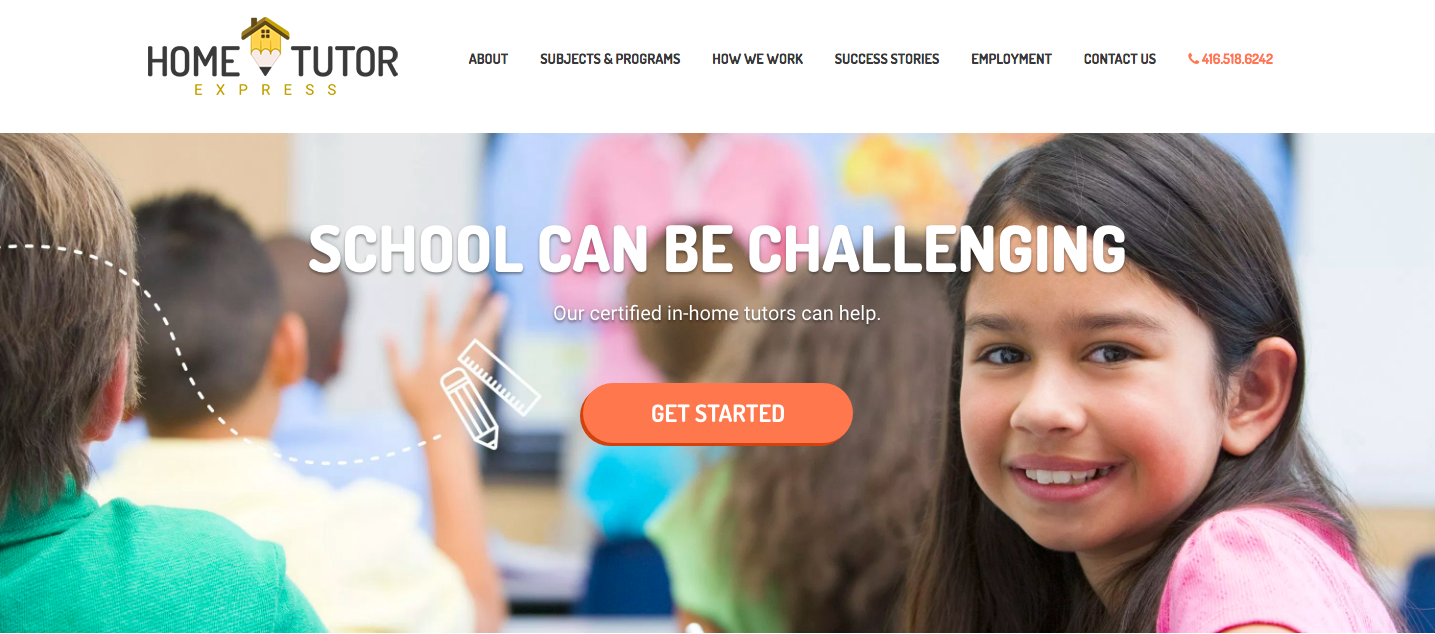 HOME TUTOR
EXPRESS
ABOUT
SUBJECTS & PROGRAMS
HOW WE WORK
SUCCESS STORIES
EMPLOYMENT
CONTACT US
416.518.6242
SCHOOL CAN BE CHALLENGING
Our certified in-home tutors can help.
GET STARTED